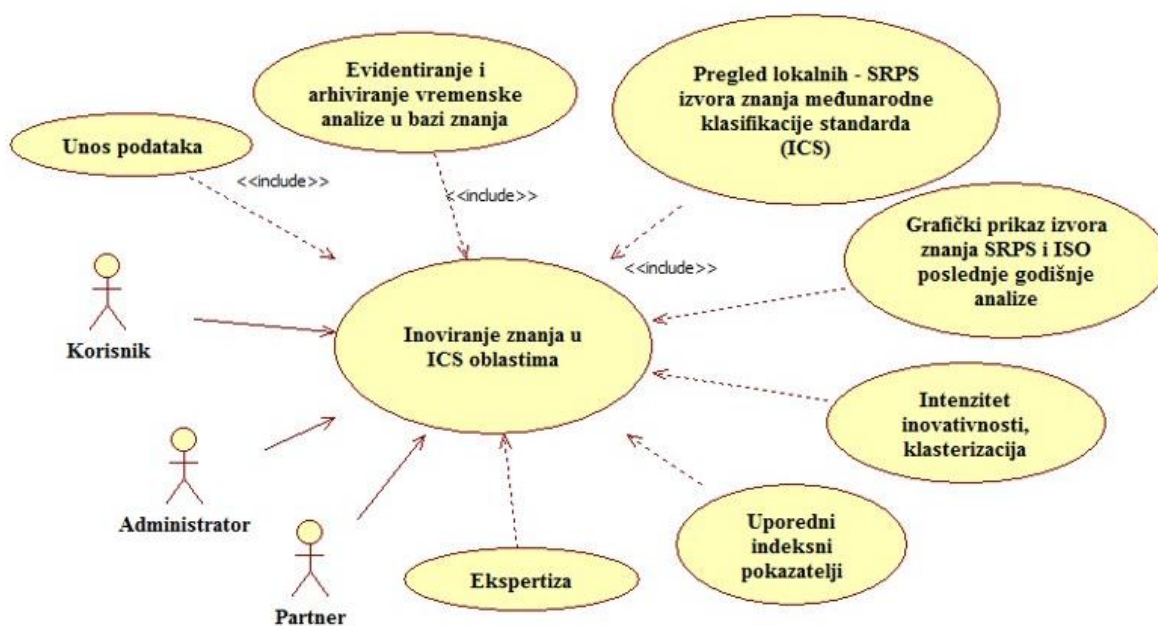 Evidentiranje i
arhiviranje vremenske
analize u bazi znanja
Pregled lokalnih - SRPS
izvora znanja međunarodne
klasifikacije standarda
(ICS)
Unos podataka
<<include>>
<<include>>
<<include>>
Grafički prikaz izvora
znanja SRPS i ISO
poslednje godišnje
analize
Korisnik
Inoviranje znanja u
ICS oblastima
Intenzitet
inovativnosti,
klasterizacija
Administrator
Uporedni
indeksni
pokazatelji
Ekspertiza
Partner